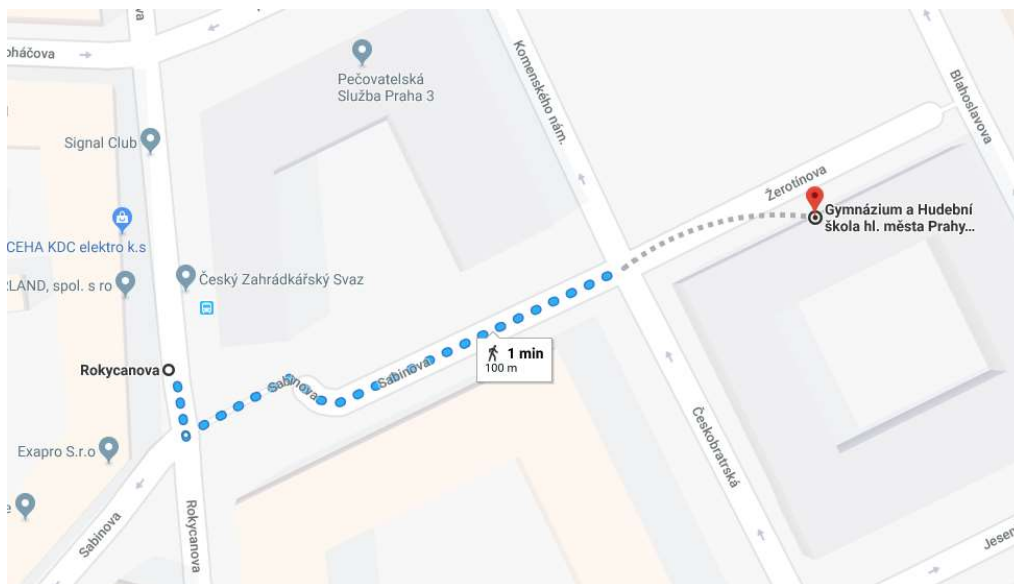 Pečovatelská
Služba Praha 3
Komenského nám.
Blahoslavova
Signal Club
Žerotínova
Gymnázium a Hudební
škola hl. města Prahy...
CEHA KDC elektro k.s
Český Zahrádkářský Svaz
LAND, spol. s ro
1 min
100 m
Rokycanova
Sabinova
Sabinova
Českobratrská
Exapro S.r.o
Sabinova
Rokycanova